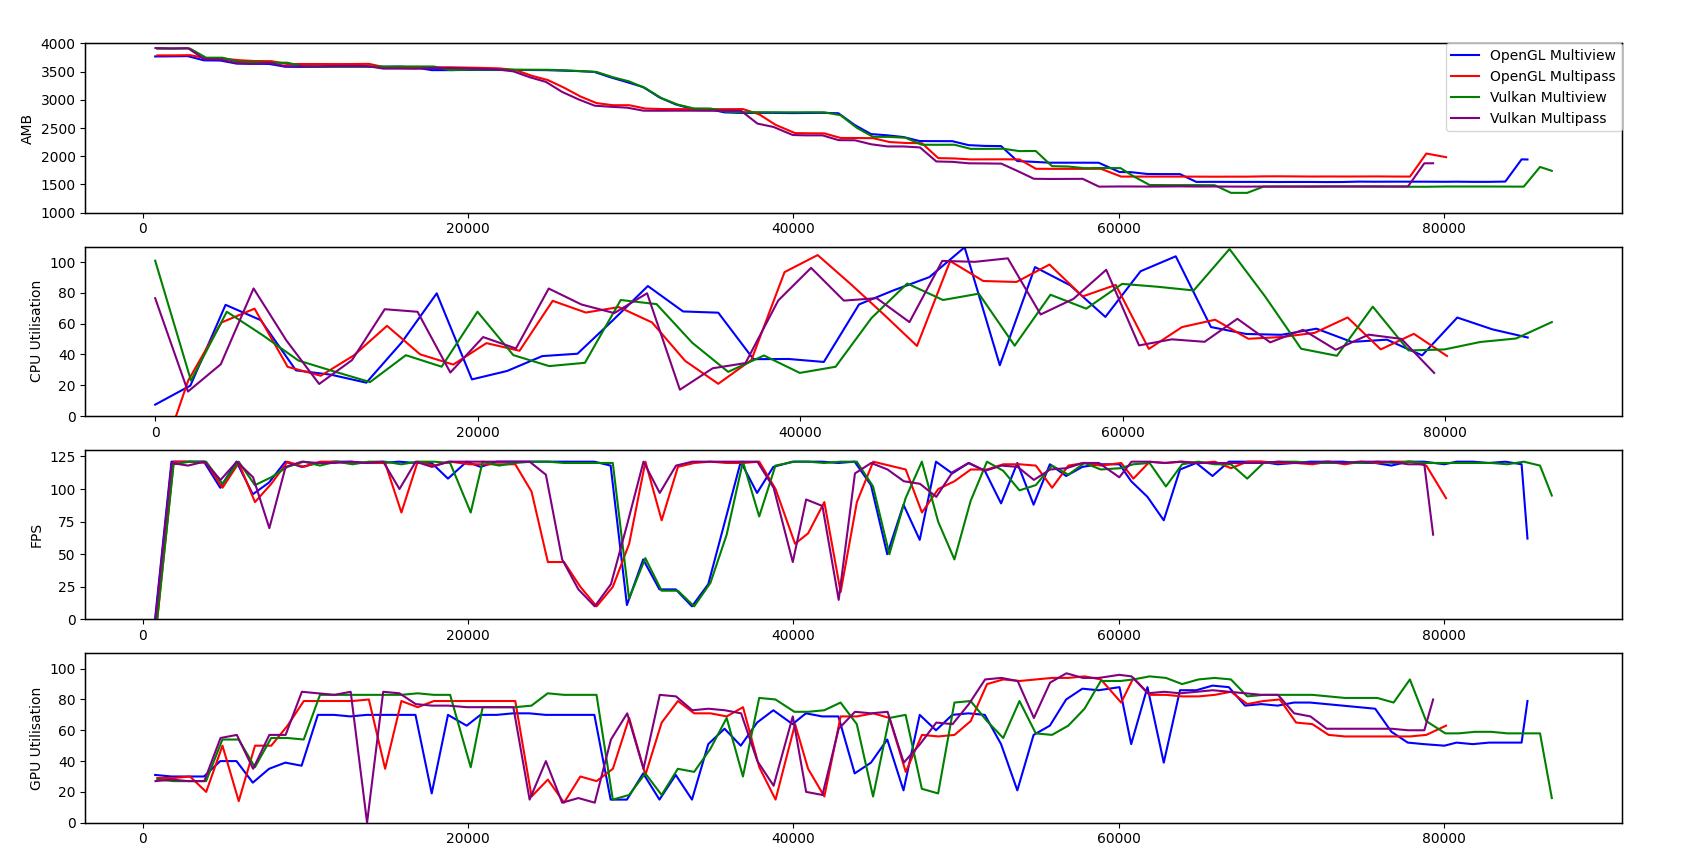 4000
3500
3000
2500
2000
1500
1000
AMB
0 20000 40000 60000 80000
OpenGL Multiview
OpenGL Multipass
Vulkan Multiview
Vulkan Multipass
100
80
60
40
20
0
CPU Utilisation
0 20000 40000 60000 80000
125
100
75
50
25
0
FPS
0 20000 40000 60000 80000
100
80
60
40
20
0
GPU Utilisation
0 20000 40000 60000 80000